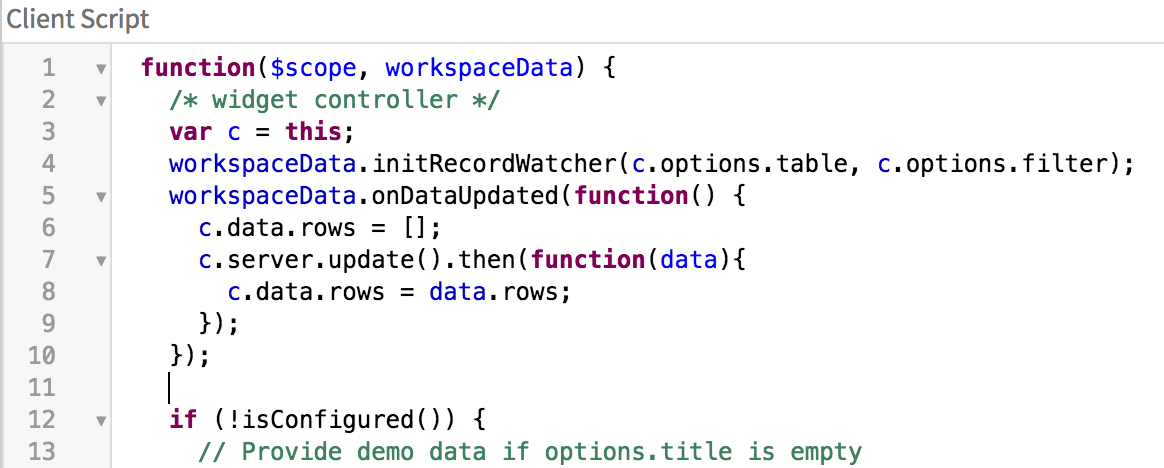 Client Script
1 function($scope, workspaceData) {
2 /* widget controller */
3 var c = this;
4 workspaceData.initRecordWatcher(c.options.table, c.options.filter);
5 workspaceData.onDataUpdated(function() {
6 c.data.rows = [];
7 c.server.update().then(function(data){
8 c.data.rows = data.rows;
9 });
10 });
11
12 if (!isConfigured()) {
13 // Provide demo data if options.title is empty